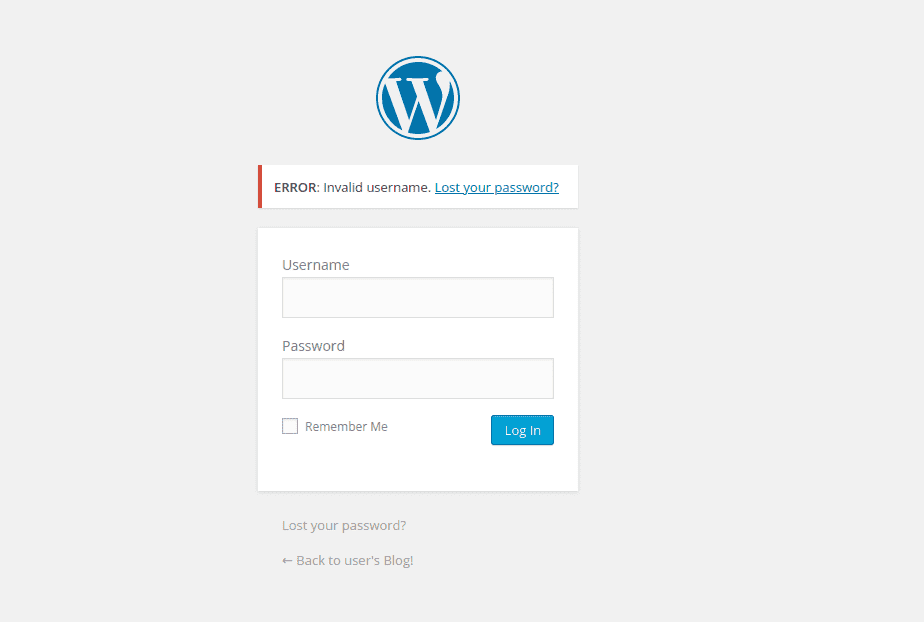 ERROR: Invalid username. Lost your password?
Username
Password
Remember Me
Log In
Lost your password?
← Back to user's Blog!